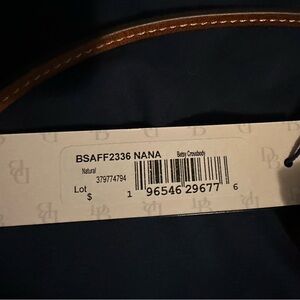 BSAFF2336 NANA Betsy Crossbody
Natural
379774794
Lot
$
1 96546 29677 6